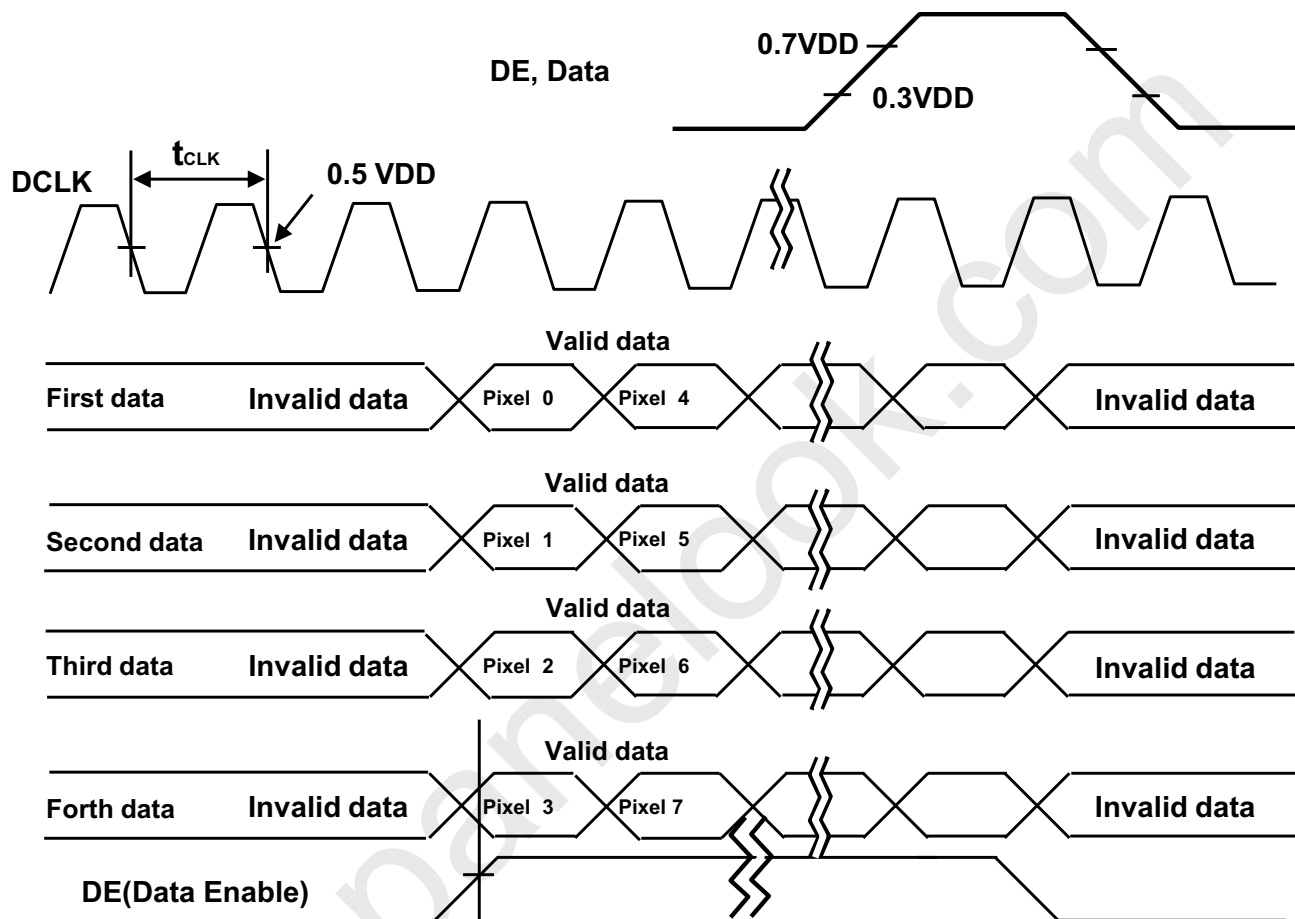 0.7VDD
DE, Data
0.3VDD
tCLK
DCLK
0.5 VDD
Valid data
First data Invalid data Pixel 0 Pixel 4 Invalid data
Valid data
Second data Invalid data Pixel 1 Pixel 5 Invalid data
Valid data
Third data Invalid data Pixel 2 Pixel 6 Invalid data
Valid data
Forth data Invalid data Pixel 3 Pixel 7 Invalid data
DE(Data Enable)
panelook.com